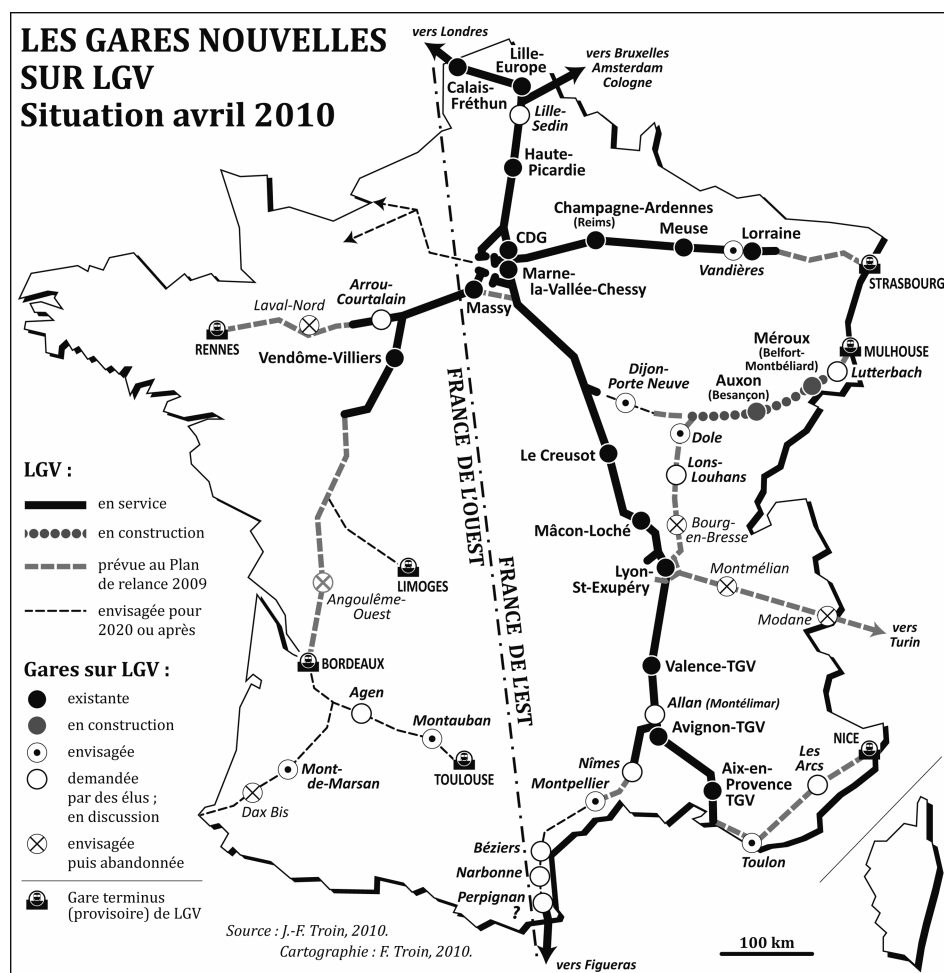 LES GARES NOUVELLES
SUR LGV
Situation avril 2010
vers Londres
Lille-
Europe
vers Bruxelles
Amsterdam
Cologne
Calais-
Fréthun
Lille-
Sedin
Haute-
Picardie
Champagne-Ardennes
(Reims)
Meuse
Lorraine
CDG
Vandières
Marne-
la-Vallée-Chessy
STRASBOURG
Arrou-
Courtalain
Massy
Laval-Nord
RENNES
Vendôme-Villiers
Méroux
(Belfort-
Montbéliard)
MULHOUSE
Lutterbach
Dijon-
Porte Neuve
Auxon
(Besançon)
FRANCE DE L'OUEST
FRANCE DE L'EST
Dole
Le Creusot
Lons-
Louhans
LGV :
en service
en construction
prévue au Plan
de relance 2009
envisagée pour
2020 ou après
Mâcon-Loché
Bourg-
en-Bresse
Lyon-
St-Exupéry
Montmélian
Modane
vers
Turin
LIMOGES
Angoulême-
Ouest
BORDEAUX
Gares sur LGV :
existante
en construction
envisagée
demandée
par des élus ;
en discussion
envisagée
puis abandonnée
Gare terminus
(provisoire) de LGV
Valence-TGV
Agen
Allan (Montélimar)
Montauban
Avignon-TGV
TOULOUSE
NICE
Les
Arcs
Mont-
de-Marsan
Dax Bis
Nîmes
Montpellier
Aix-en-
Provence
TGV
Toulon
Béziers
Narbonne
Perpignan
?
Source : J.-F. Troin, 2010.
Cartographie : F. Troin, 2010.
100 km
vers Figueras